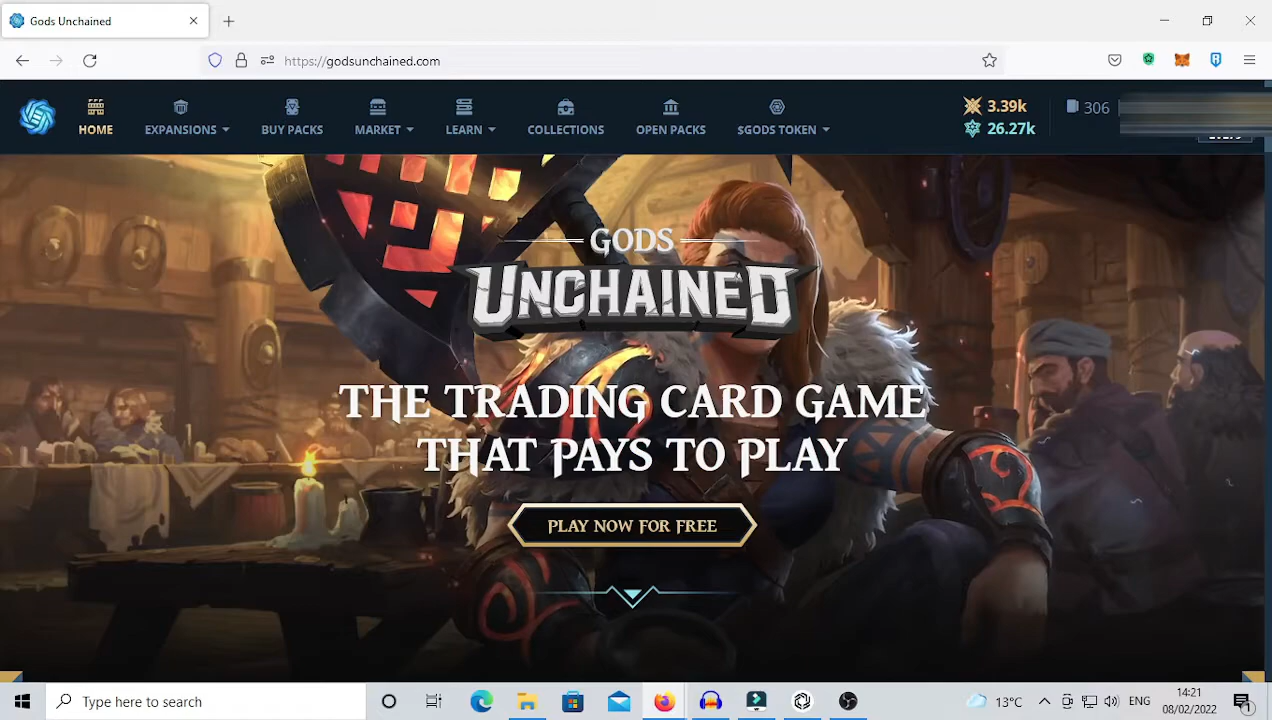 Gods Unchained
https://godsunchained.com
HOME
EXPANSIONS
BUY PACKS
MARKET
LEARN
COLLECTIONS
OPEN PACKS
$GODS TOKEN
3.39k
26.27k
306
GODS
UNCHAINED
THE TRADING CARD GAME
THAT PAYS TO PLAY
PLAY NOW FOR FREE
Type here to search
13°C
ENG
14:21
08/02/2022
1